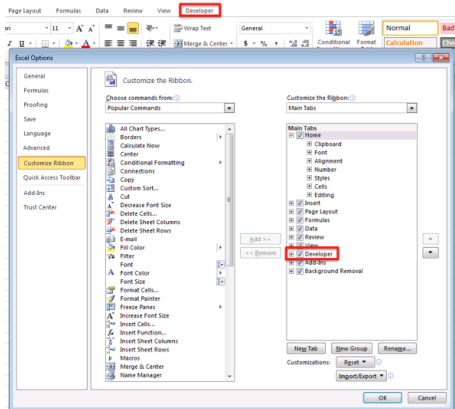 Page Layout Formulas Data Review View Developer
11 A A Wrap Text General Normal Bad
I U A Merge & Center $ % , Conditional Format Calculation
Excel Options
General
Formulas
Proofing
Save
Language
Advanced
Customize Ribbon
Quick Access Toolbar
Add-Ins
Trust Center
Customize the Ribbon.
Choose commands from:
Popular Commands
All Chart Types...
Borders
Calculate Now
Center
Conditional Formatting
Connections
Copy
Custom Sort...
Cut
Decrease Font Size
Delete Cells...
Delete Sheet Columns
Delete Sheet Rows
E-mail
Fill Color
Filter
Font
Font Color
Font Size
Format Cells...
Format Painter
Freeze Panes
Increase Font Size
Insert Cells...
Insert Function...
Insert Sheet Columns
Insert Sheet Rows
Macros
Merge & Center
Name Manager
Add >>
<< Remove
Customize the Ribbon:
Main Tabs
Main Tabs
Home
Clipboard
Font
Alignment
Number
Styles
Cells
Editing
Insert
Page Layout
Formulas
Data
Review
View
Developer
Add-Ins
Background Removal
New Tab New Group Rename...
Customizations: Reset
Import/Export
OK Cancel